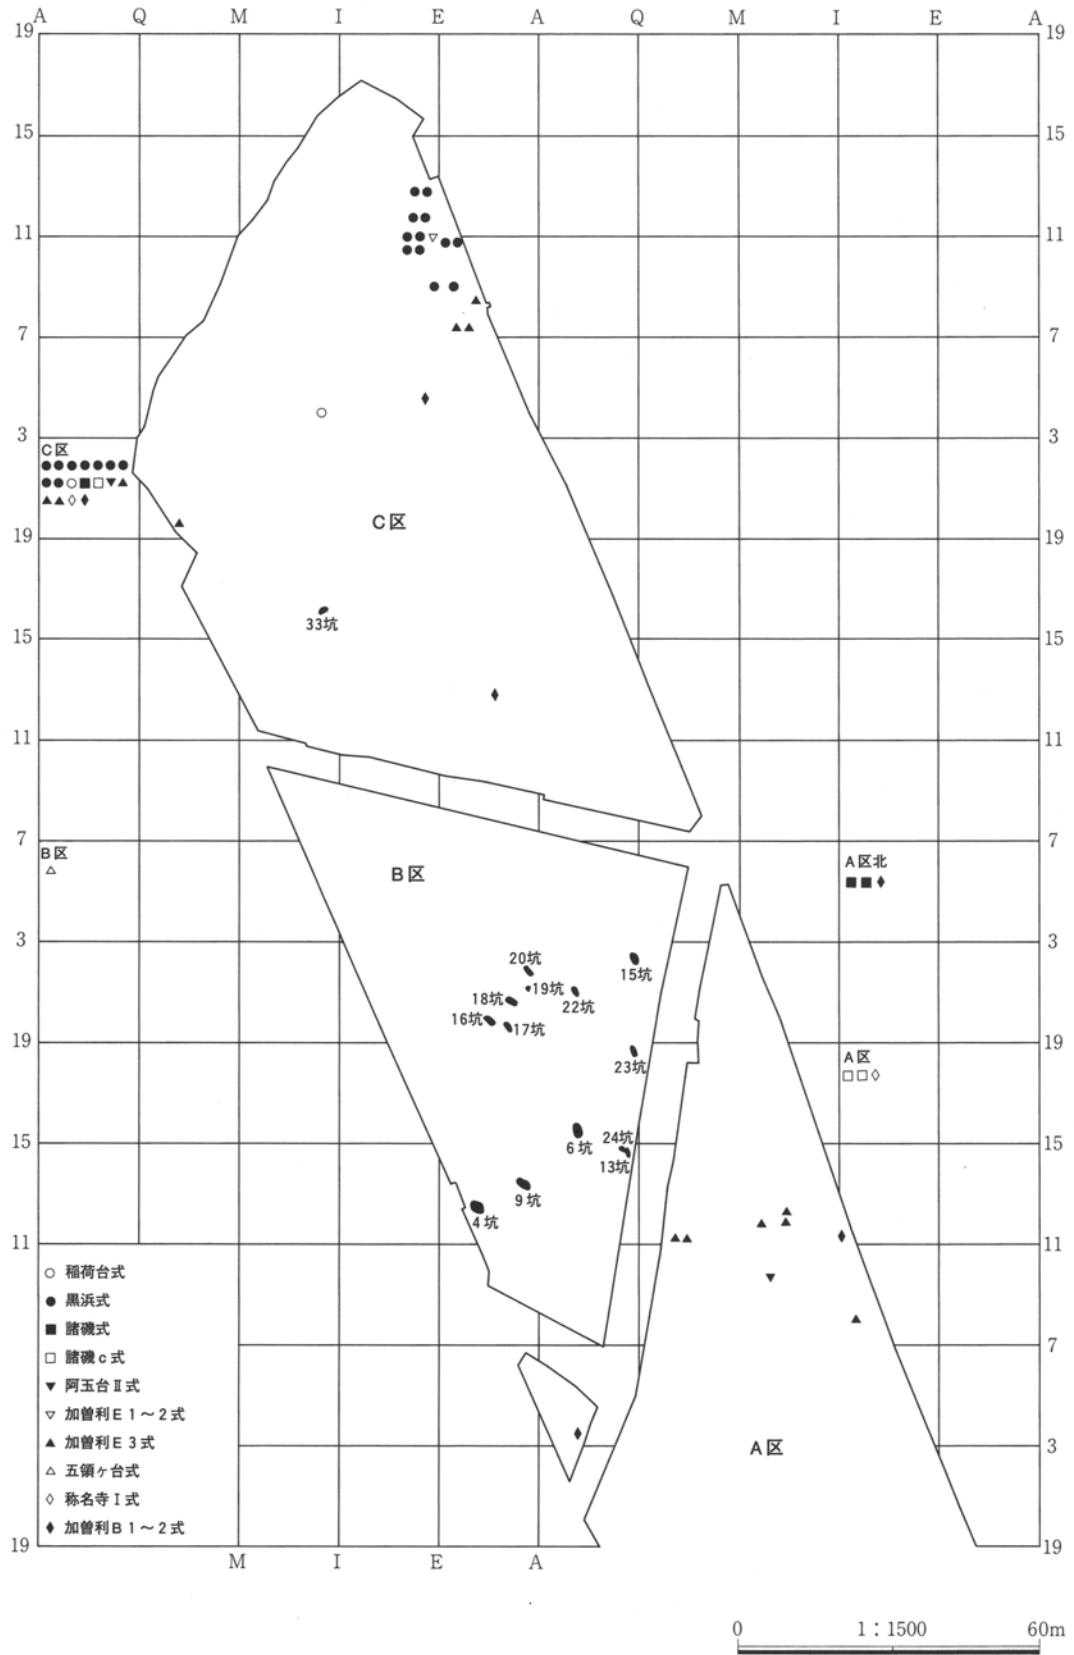 A Q M I E A Q M I E A
19 19
15 15
11 11
7 7
3 3
C区
C区
19 19
33坑
15 15
11 11
7 7
B区
B区
A区北
3 3
20坑
15坑
19坑
18坑
22坑
16坑
17坑
19 19
A区
23坑
15 15
24坑
6坑
13坑
9坑
4坑
11 11
○ 稲荷台式
● 黒浜式
■ 諸磯式
□ 諸磯c式
▼ 阿玉台Ⅱ式
▽ 加曽利E1～2式
▲ 加曽利E3式
△ 五領ヶ台式
◇ 称名寺Ⅰ式
♦ 加曽利B1～2式
7
3
A区
19 19
M I E A
0 1：1500 60m